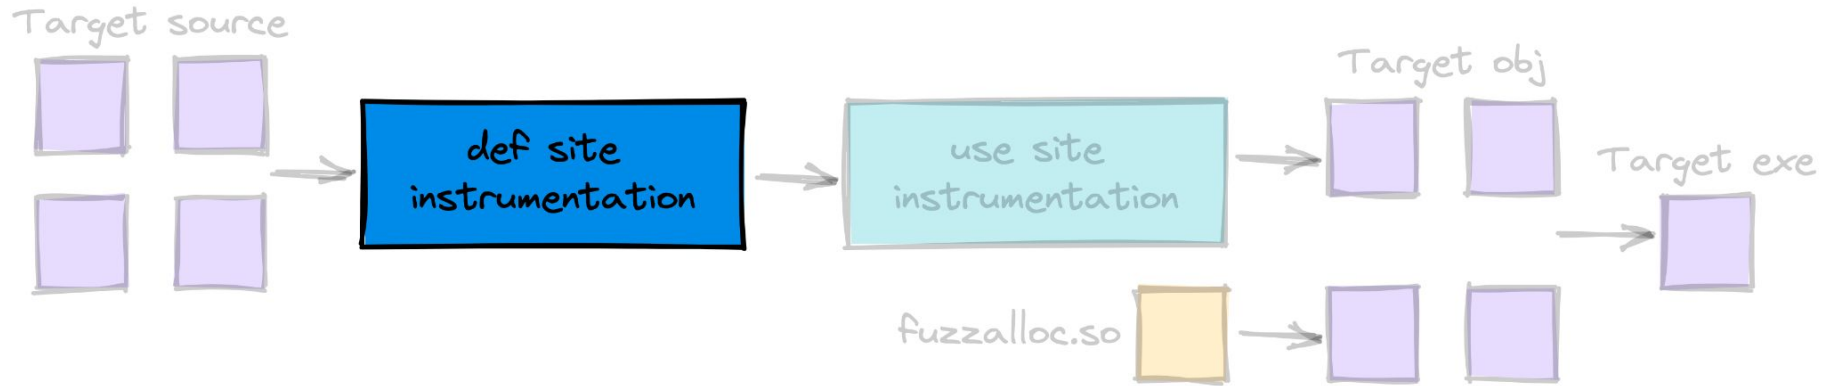 Target source
def site
instrumentation
use site
instrumentation
Target obj
Target exe
fuzzalloc.so